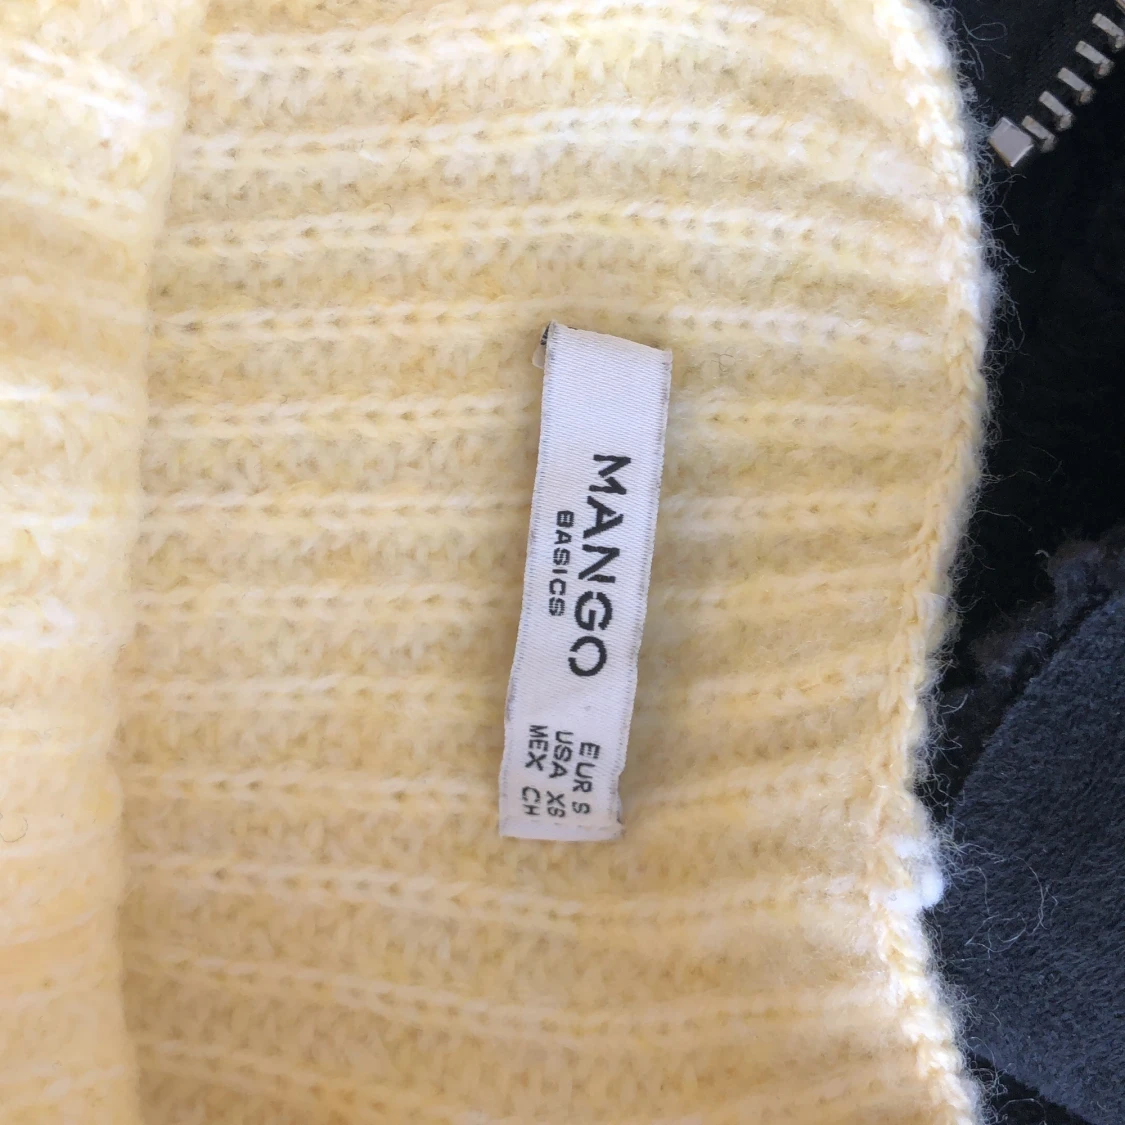 MANGO
BASICS
EUR S
USA XS
MEX CH